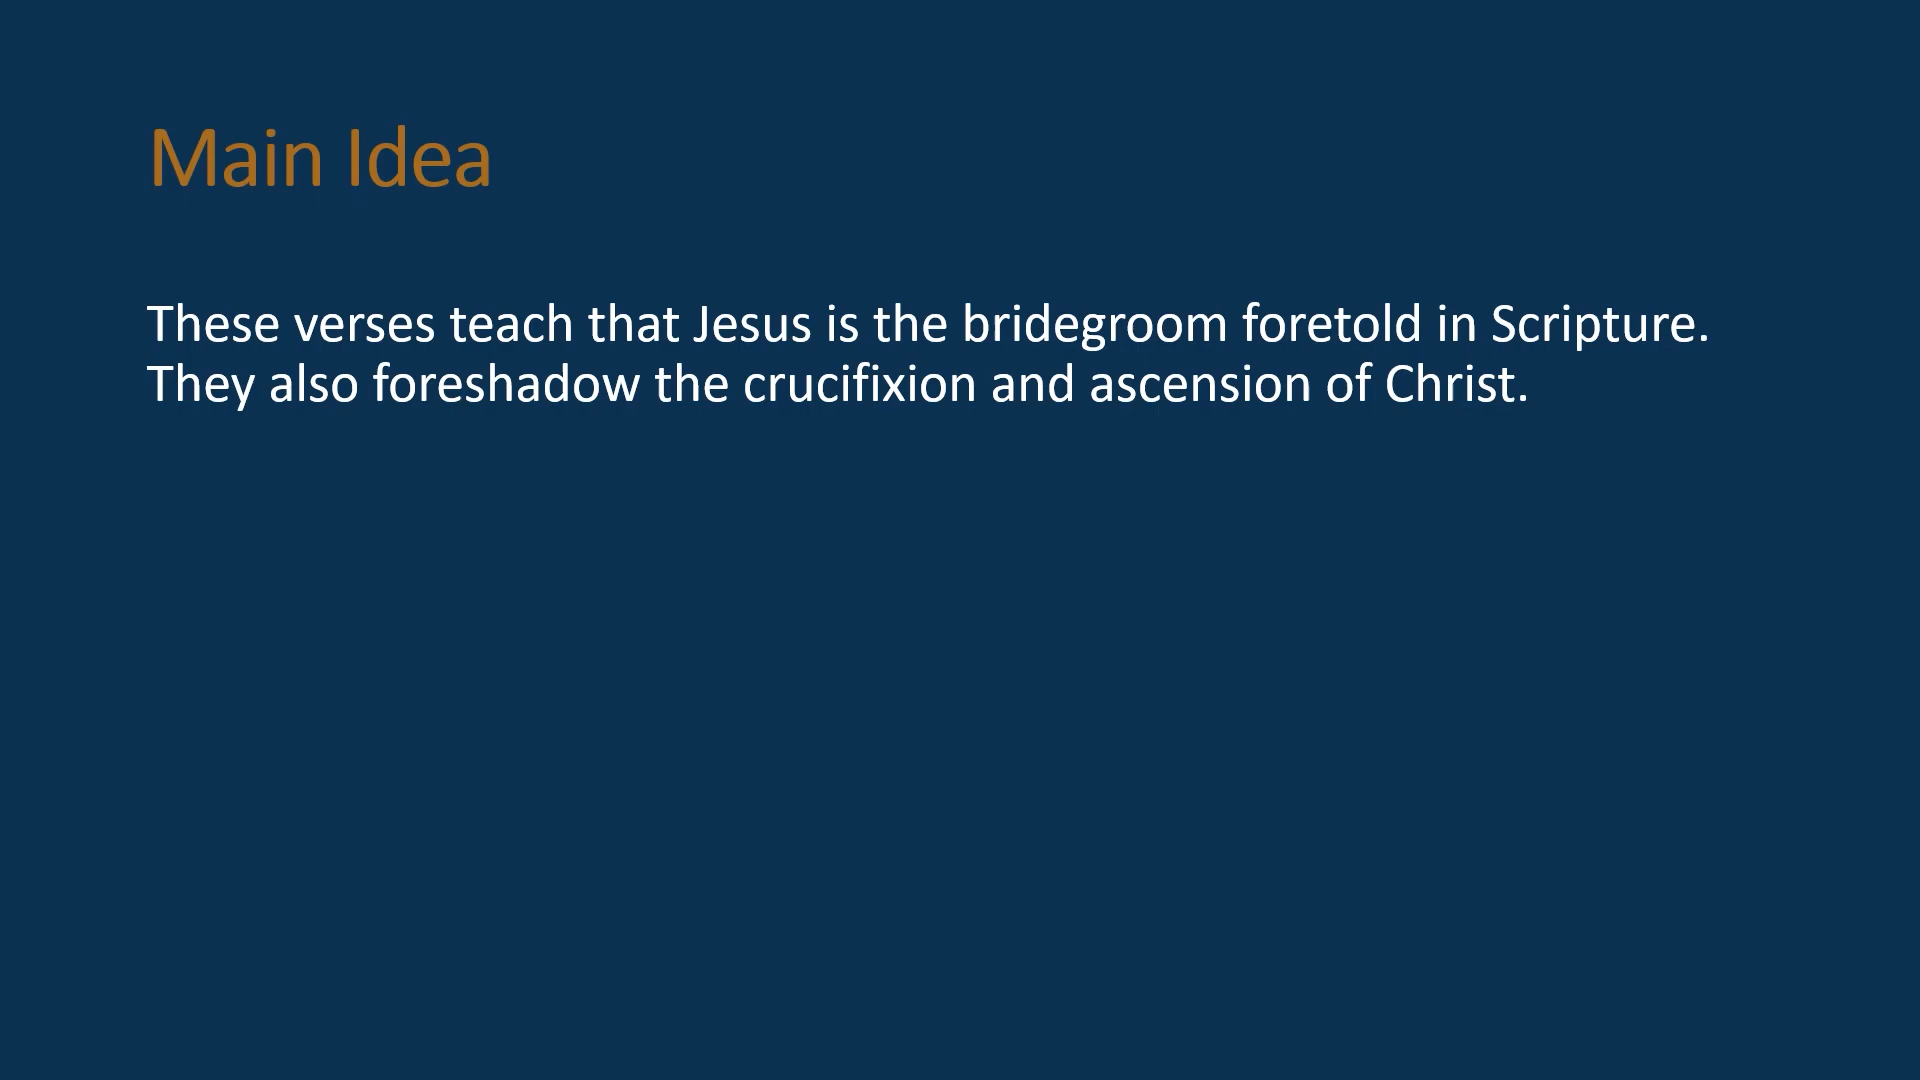 Main Idea
These verses teach that Jesus is the bridegroom foretold in Scripture.
They also foreshadow the crucifixion and ascension of Christ.